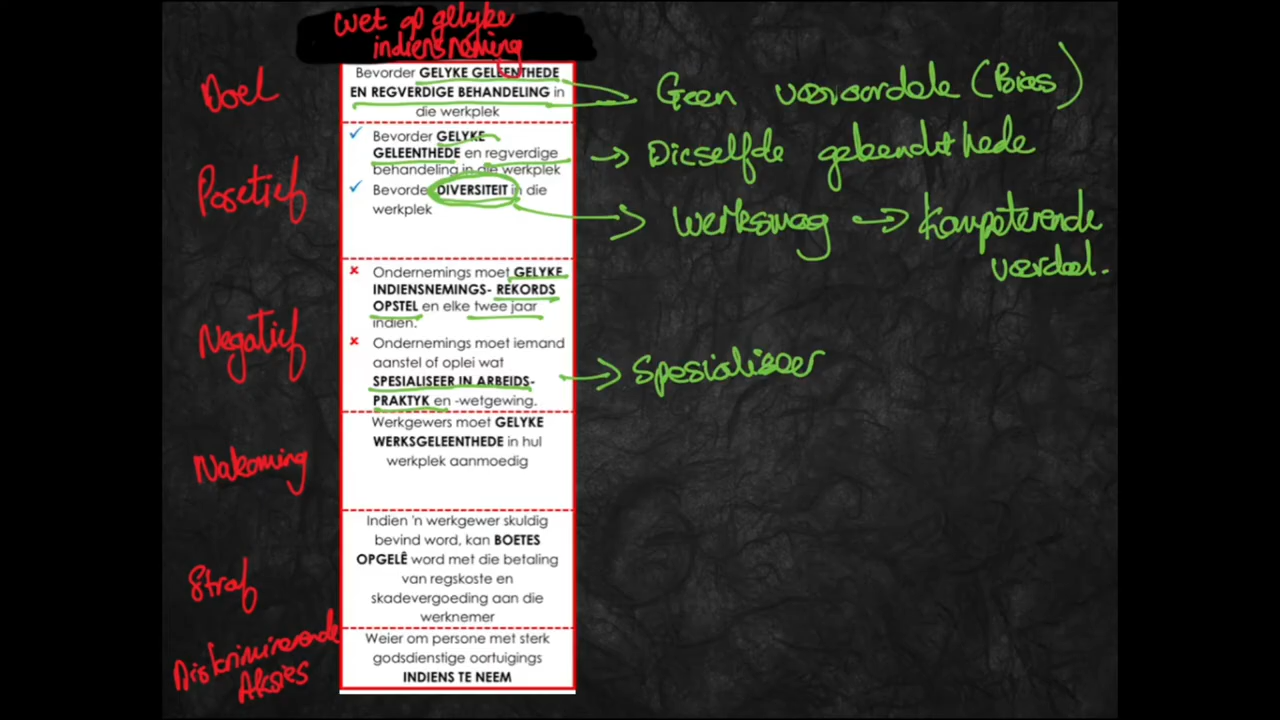 Wet op gelyke
indiensneming
Doel
Bevorder GELYKE GELEENTHEDE
EN REGVERDIGE BEHANDELING in
die werkplek
Geen vooroordele (Bias)
Posetief
✓ Bevorder GELYKE
GELEENTHEDE en regverdige
behandeling in die werkplek
→ Dieselfde geleenthede
✓ Bevorder DIVERSITEIT in die
werkplek
→ Werksmag → Kompeterende
voordeel.
Negatief
× Ondernemings moet GELYKE
INDIENSNEMINGS- REKORDS
OPSTEL en elke twee jaar
indien.
× Ondernemings moet iemand
aanstel of oplei wat
SPESIALISEER IN ARBEIDS-
PRAKTYK en -wetgewing.
→ Spesialiseer
Nakoming
Werkgewers moet GELYKE
WERKSGELEENTHEDE in hul
werkplek aanmoedig
Straf
Indien 'n werkgewer skuldig
bevind word, kan BOETES
OPGELÊ word met die betaling
van regskoste en
skadevergoeding aan die
werknemer
Diskriminerende
Aksies
Weier om persone met sterk
godsdienstige oortuigings
INDIENS TE NEEM